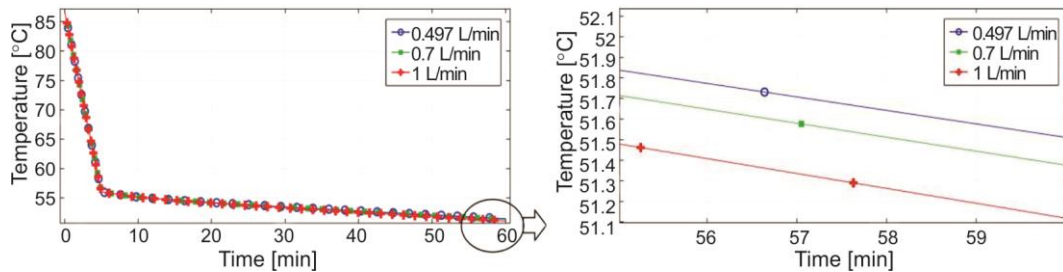 Temperature [°C]
85
80
75
70
65
60
55
0 10 20 30 40 50 60
Time [min]
0.497 L/min
0.7 L/min
1 L/min
Temperature [°C]
52.1
52
51.9
51.8
51.7
51.6
51.5
51.4
51.3
51.2
51.1
56 57 58 59
Time [min]
0.497 L/min
0.7 L/min
1 L/min